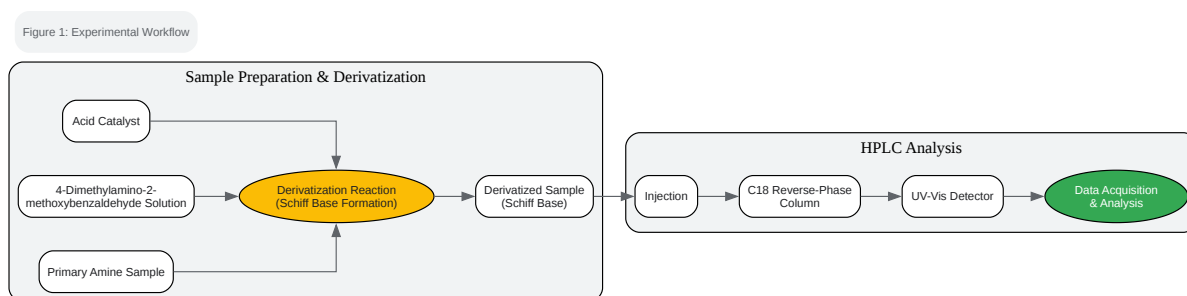 Figure 1: Experimental Workflow
Sample Preparation & Derivatization
Acid Catalyst
4-Dimethylamino-2-
methoxybenzaldehyde Solution
Primary Amine Sample
Derivatization Reaction
(Schiff Base Formation)
Derivatized Sample
(Schiff Base)
HPLC Analysis
Injection
C18 Reverse-Phase
Column
UV-Vis Detector
Data Acquisition
& Analysis